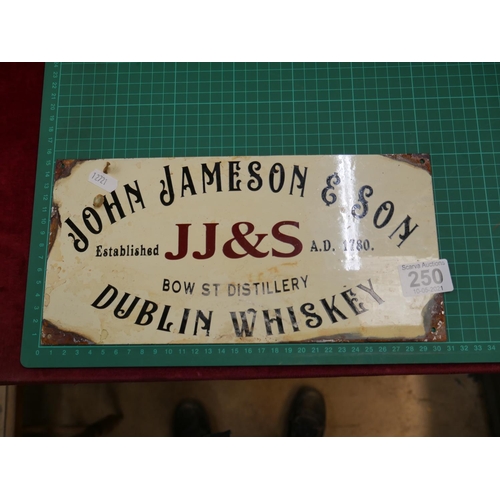 JOHN JAMESON & SON
Established JJ&S A.D. 1780.
BOW ST DISTILLERY
DUBLIN WHISKEY
250